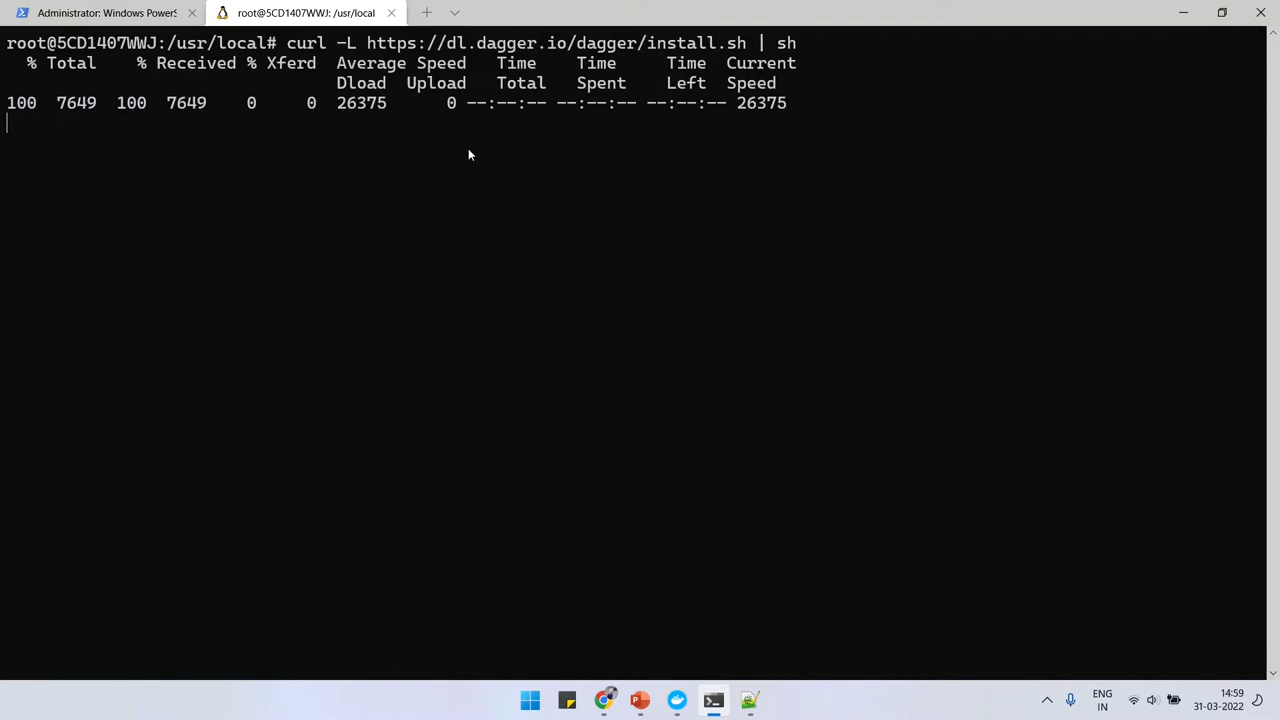 Administrator: Windows PowerS
root@5CD1407WWJ: /usr/local
root@5CD1407WWJ:/usr/local# curl -L https://dl.dagger.io/dagger/install.sh | sh
% Total % Received % Xferd Average Speed Time Time Time Current
Dload Upload Total Spent Left Speed
100 7649 100 7649 0 0 26375 0 --:--:-- --:--:-- --:--:-- 26375
ENG
IN
14:59
31-03-2022